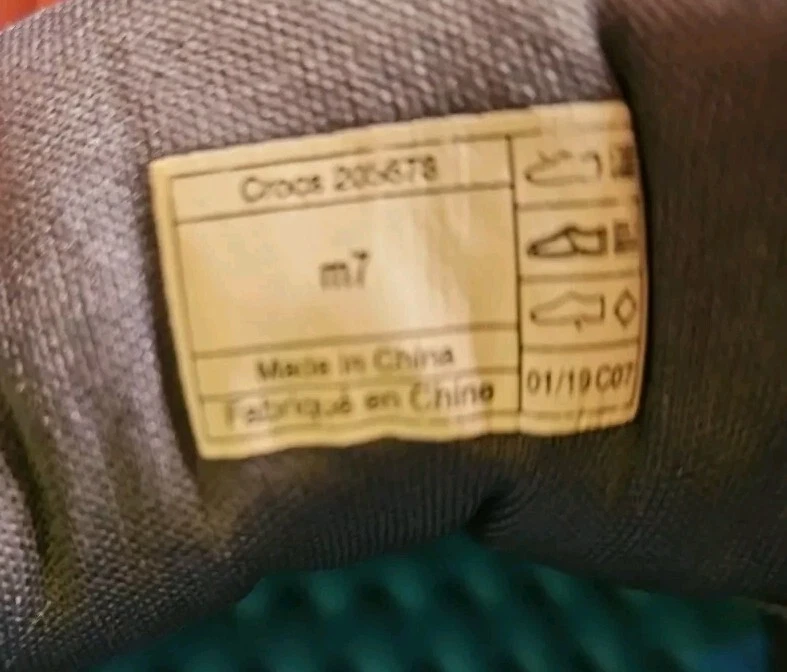 Crocs 205678
m7
Made in China
Fabriqué en Chine
01/19 C07